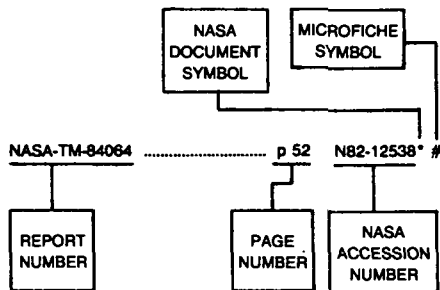 NASA
DOCUMENT
SYMBOL
MICROFICHE
SYMBOL
NASA-TM-84064 .................... p 52 N82-12538* #
REPORT
NUMBER
PAGE
NUMBER
NASA
ACCESSION
NUMBER